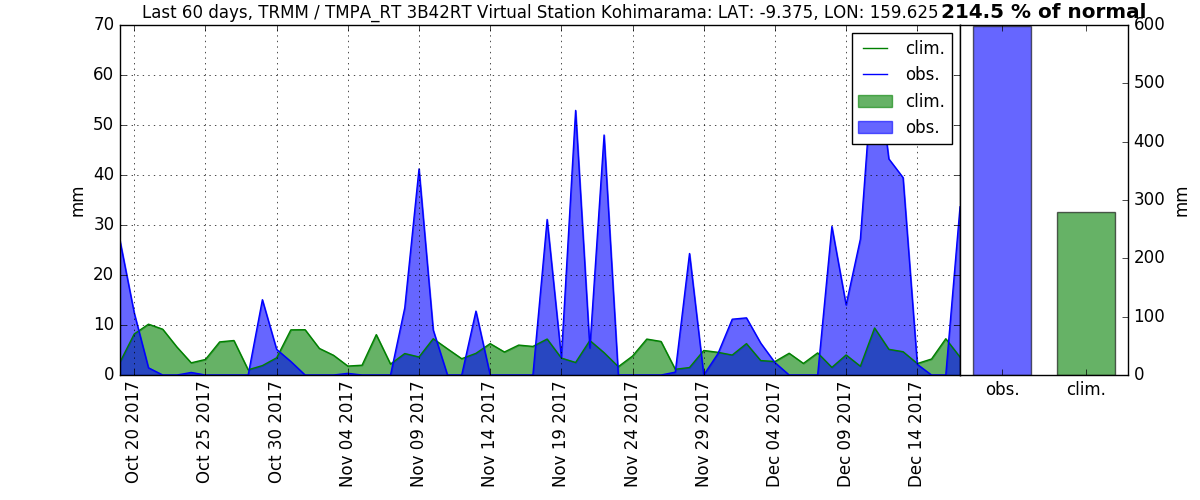 Last 60 days, TRMM / TMPA_RT 3B42RT Virtual Station Kohimarama: LAT: -9.375, LON: 159.625
214.5 % of normal
70
60
50
40
30
20
10
0
mm
clim.
obs.
clim.
obs.
600
500
400
300
200
100
0
mm
Oct 20 2017
Oct 25 2017
Oct 30 2017
Nov 04 2017
Nov 09 2017
Nov 14 2017
Nov 19 2017
Nov 24 2017
Nov 29 2017
Dec 04 2017
Dec 09 2017
Dec 14 2017
obs.
clim.